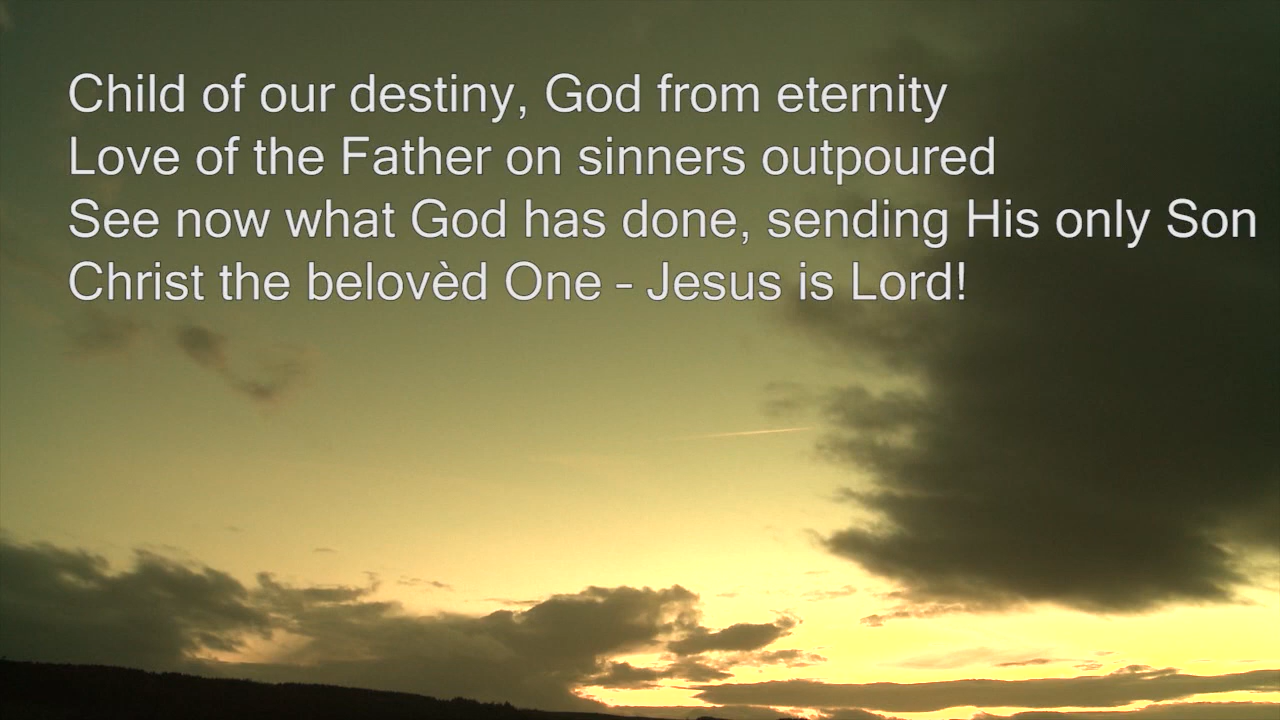 Child of our destiny, God from eternity
Love of the Father on sinners outpoured
See now what God has done, sending His only Son
Christ the belovèd One – Jesus is Lord!